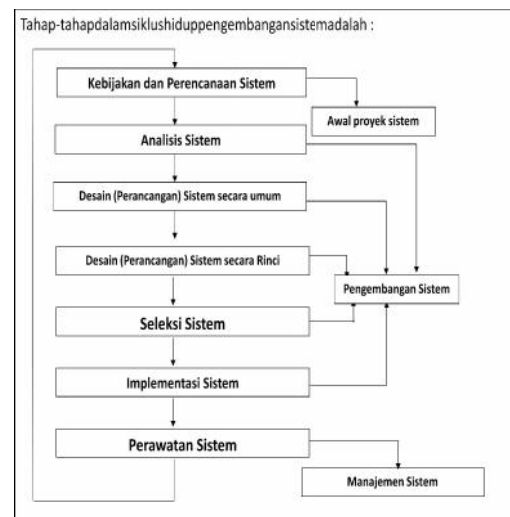 Tahap-tahapdalamsiklushiduppengembangansistemadalah :
Kebijakan dan Perencanaan Sistem
Awal proyek sistem
Analisis Sistem
Desain (Perancangan) Sistem secara umum
Desain (Perancangan) Sistem secara Rinci
Pengembangan Sistem
Seleksi Sistem
Implementasi Sistem
Perawatan Sistem
Manajemen Sistem